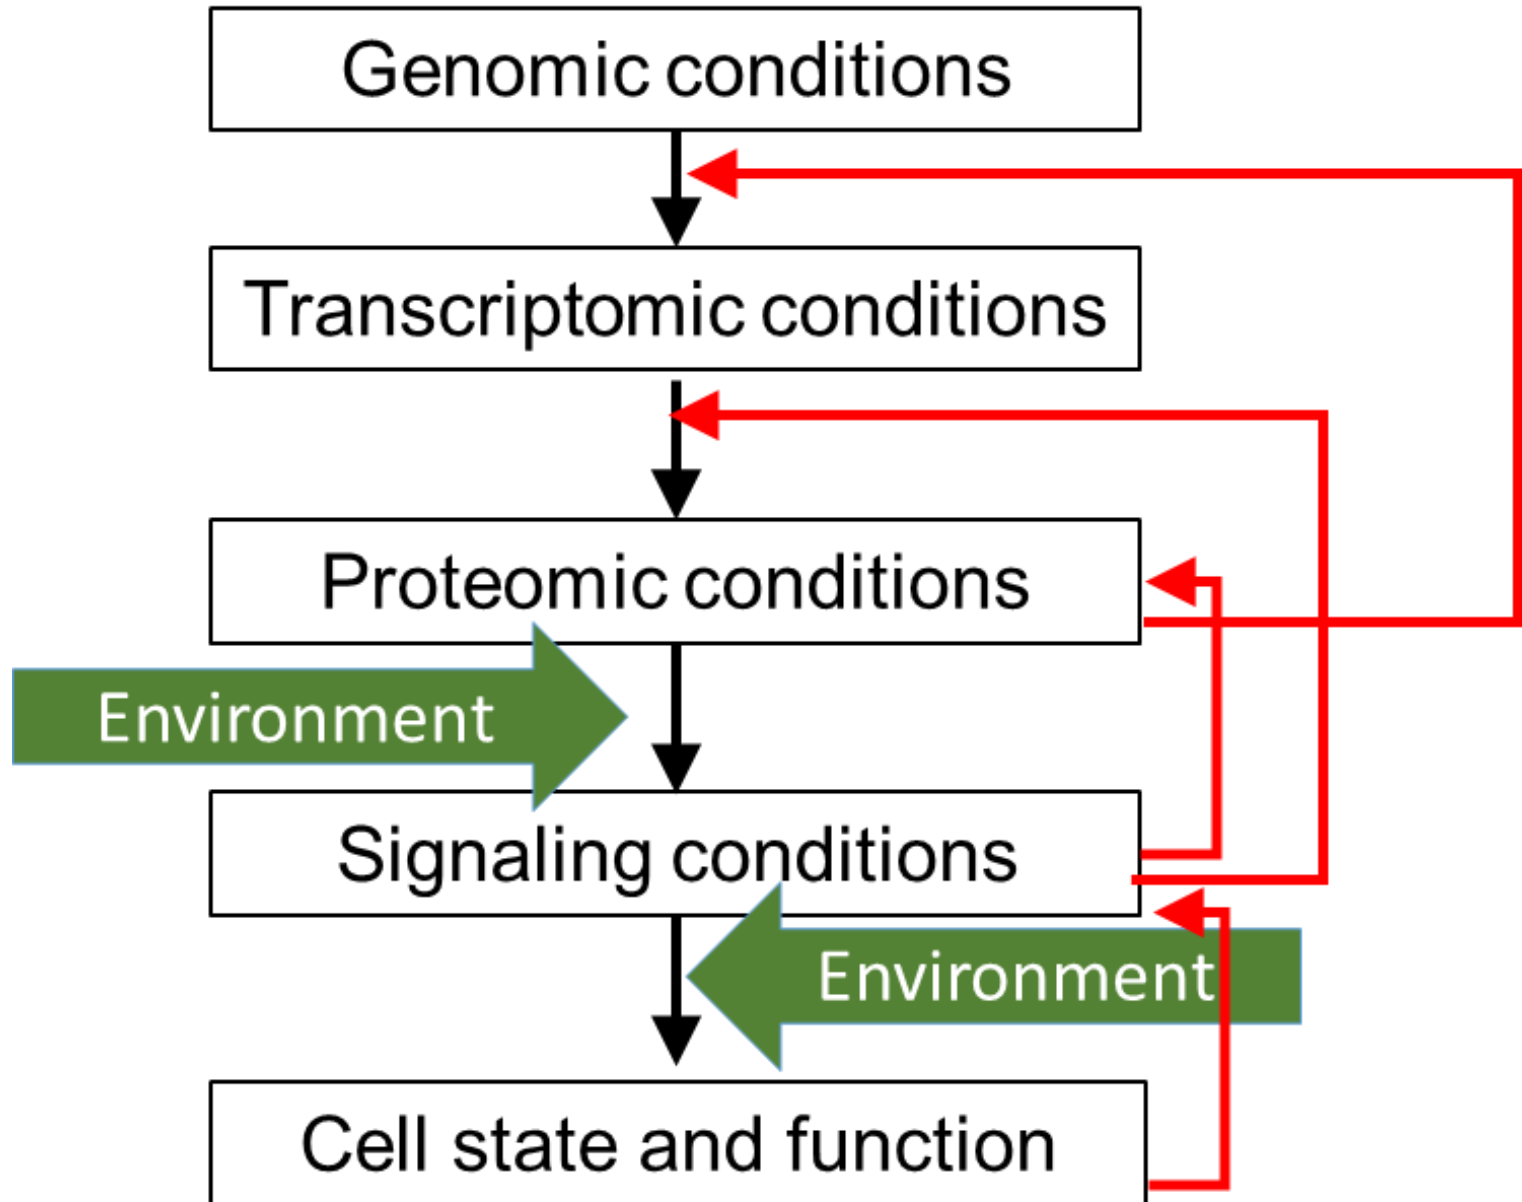 Genomic conditions
Transcriptomic conditions
Proteomic conditions
Environment
Signaling conditions
Environment
Cell state and function